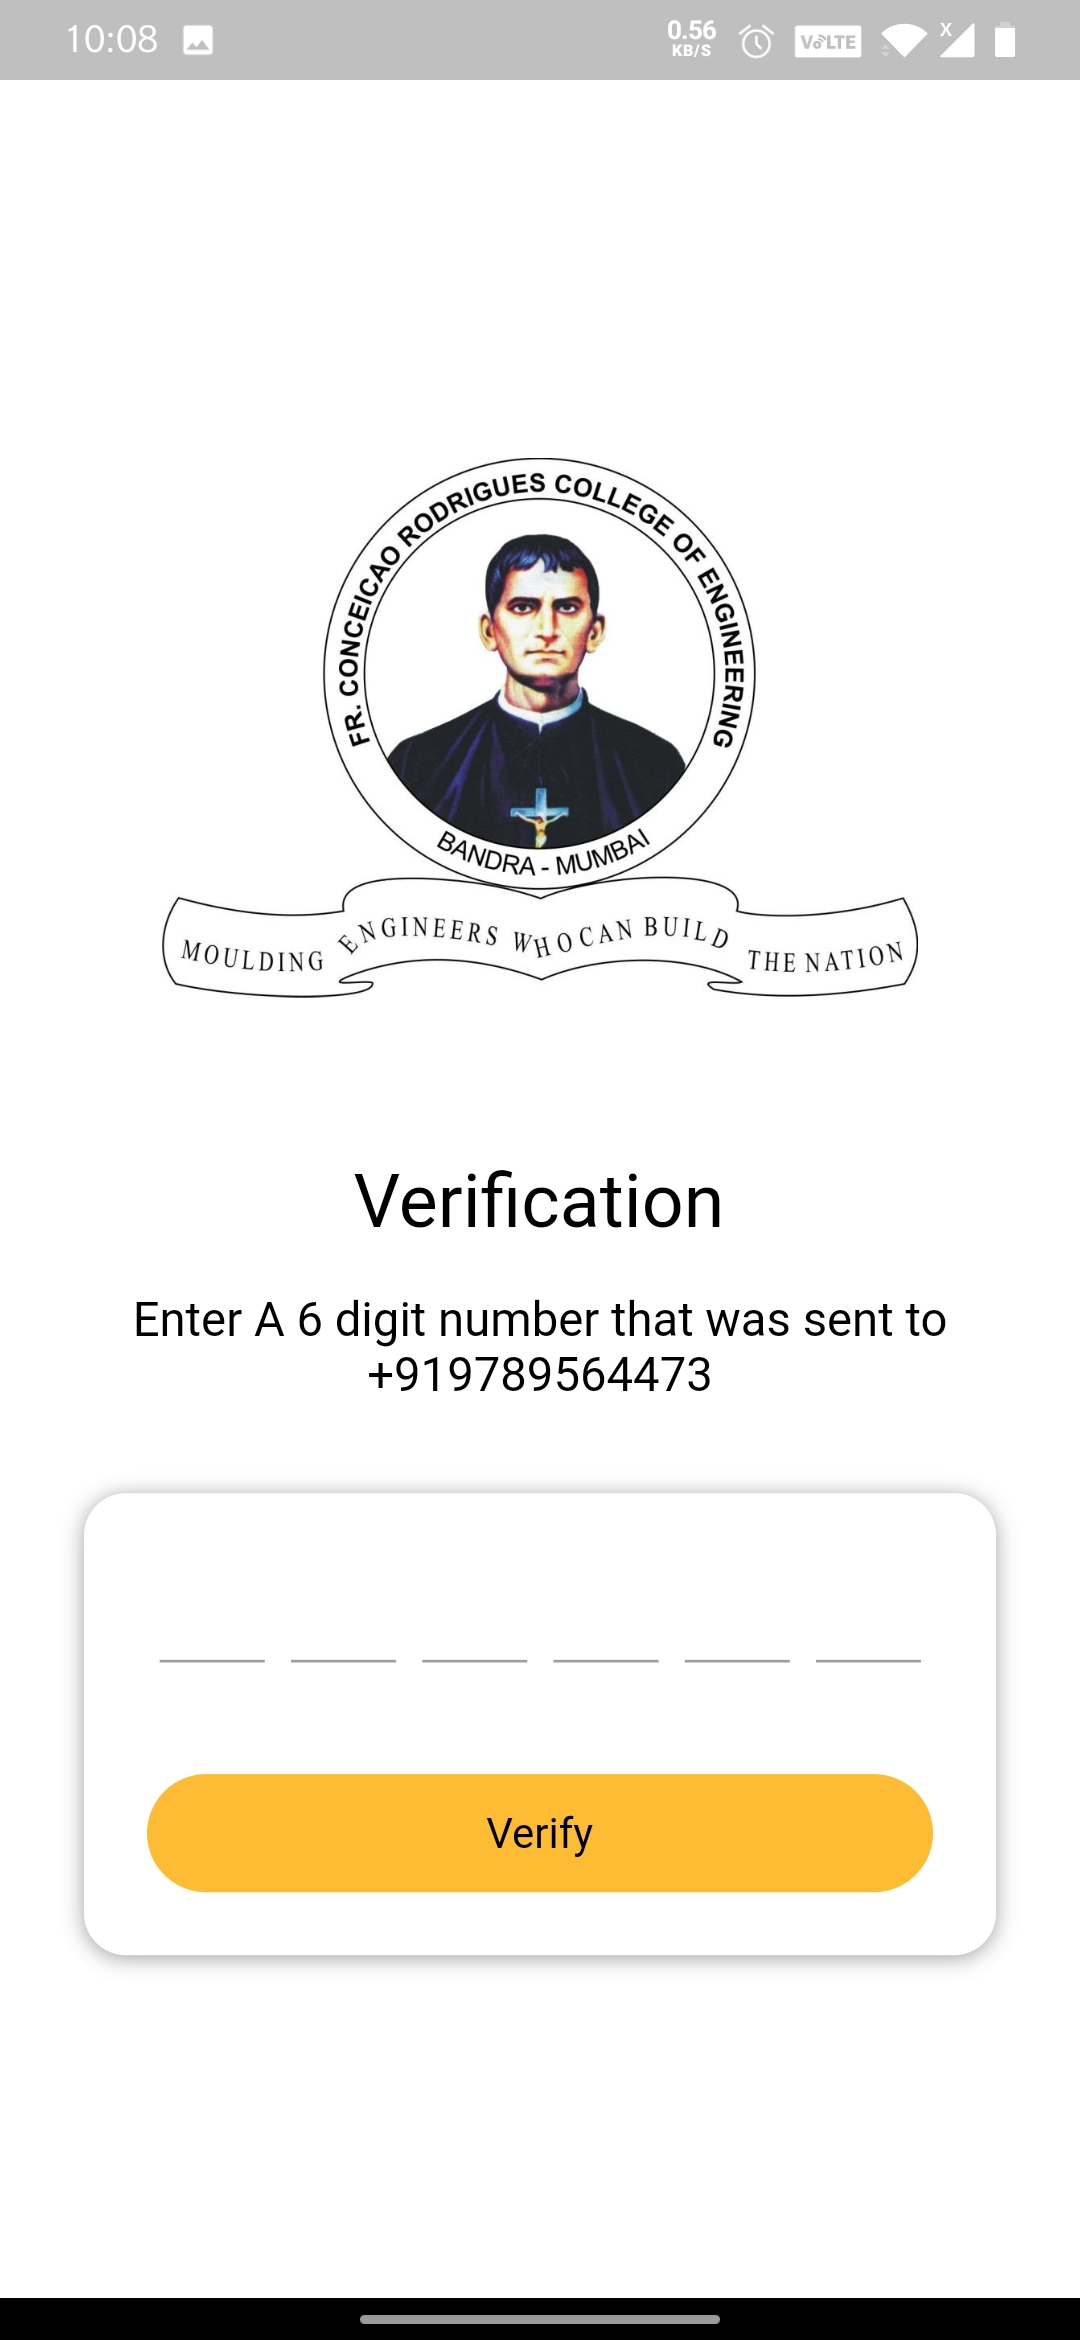 10:08
0.56
KB/S
VoLTE
X
FR. CONCEICAO RODRIGUES COLLEGE OF ENGINEERING
BANDRA - MUMBAI
MOULDING ENGINEERS WHO CAN BUILD THE NATION
Verification
Enter A 6 digit number that was sent to
+919789564473
Verify